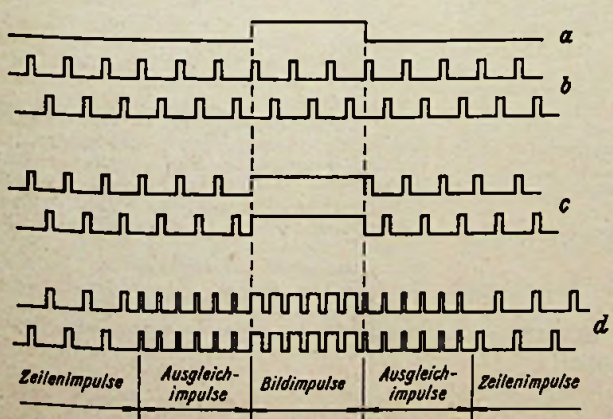 a
b
c
d
Zeilenimpulse
Ausgleich-
impulse
Bildimpulse
Ausgleich-
impulse
Zeilenimpulse